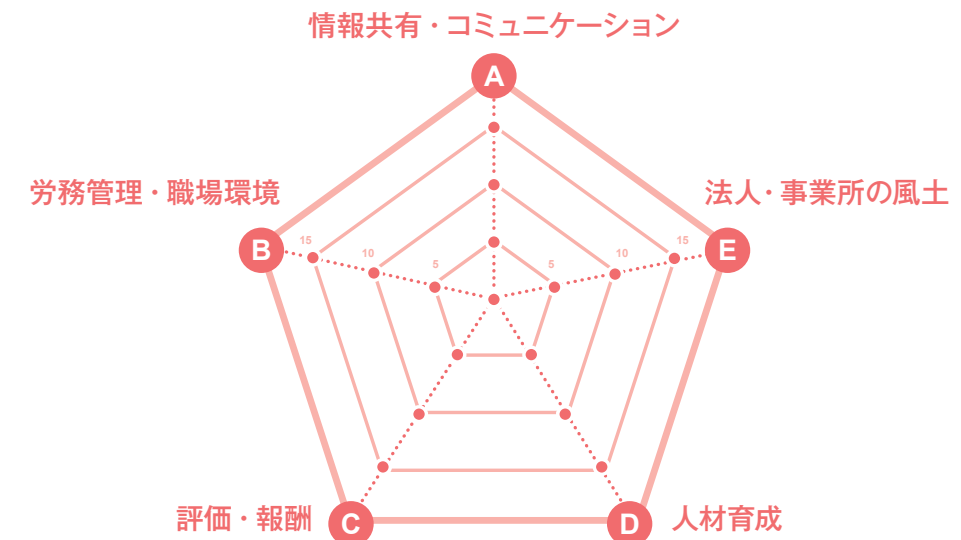 情報共有・コミュニケーション
A
労務管理・職場環境
法人・事業所の風土
B
15
10
5
5
10
15
E
評価・報酬
C
D
人材育成